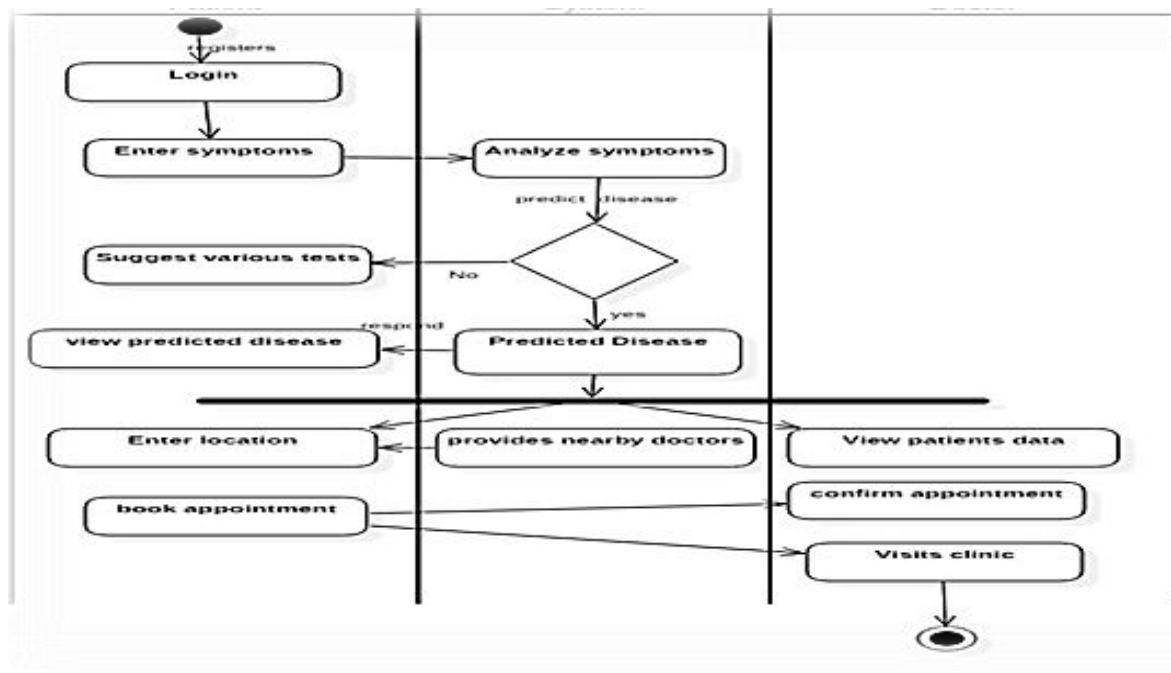 registers
Login
Enter symptoms
Analyze symptoms
predict disease
Suggest various tests
No
yes
respond
view predicted disease
Predicted Disease
Enter location
provides nearby doctors
View patients data
confirm appointment
book appointment
Visits clinic